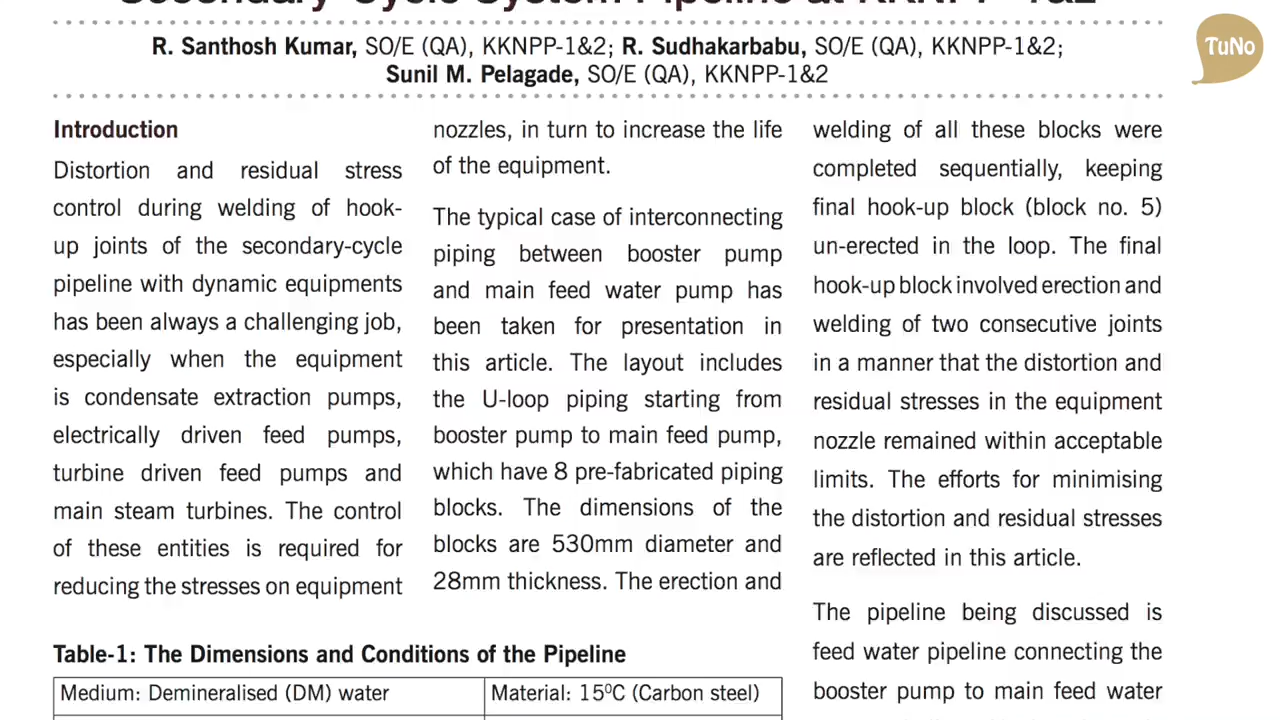 Secondary Cycle System Pipeline at KKNPP-1&2
TuNo
R. Santhosh Kumar, SO/E (QA), KKNPP-1&2; R. Sudhakarbabu, SO/E (QA), KKNPP-1&2;
Sunil M. Pelagade, SO/E (QA), KKNPP-1&2
Introduction
Distortion and residual stress
control during welding of hook-
up joints of the secondary-cycle
pipeline with dynamic equipments
has been always a challenging job,
especially when the equipment
is condensate extraction pumps,
electrically driven feed pumps,
turbine driven feed pumps and
main steam turbines. The control
of these entities is required for
reducing the stresses on equipment
nozzles, in turn to increase the life
of the equipment.
The typical case of interconnecting
piping between booster pump
and main feed water pump has
been taken for presentation in
this article. The layout includes
the U-loop piping starting from
booster pump to main feed pump,
which have 8 pre-fabricated piping
blocks. The dimensions of the
blocks are 530mm diameter and
28mm thickness. The erection and
welding of all these blocks were
completed sequentially, keeping
final hook-up block (block no. 5)
un-erected in the loop. The final
hook-up block involved erection and
welding of two consecutive joints
in a manner that the distortion and
residual stresses in the equipment
nozzle remained within acceptable
limits. The efforts for minimising
the distortion and residual stresses
are reflected in this article.
The pipeline being discussed is
feed water pipeline connecting the
booster pump to main feed water
Table-1: The Dimensions and Conditions of the Pipeline
Medium: Demineralised (DM) water
Material: 15⁰C (Carbon steel)